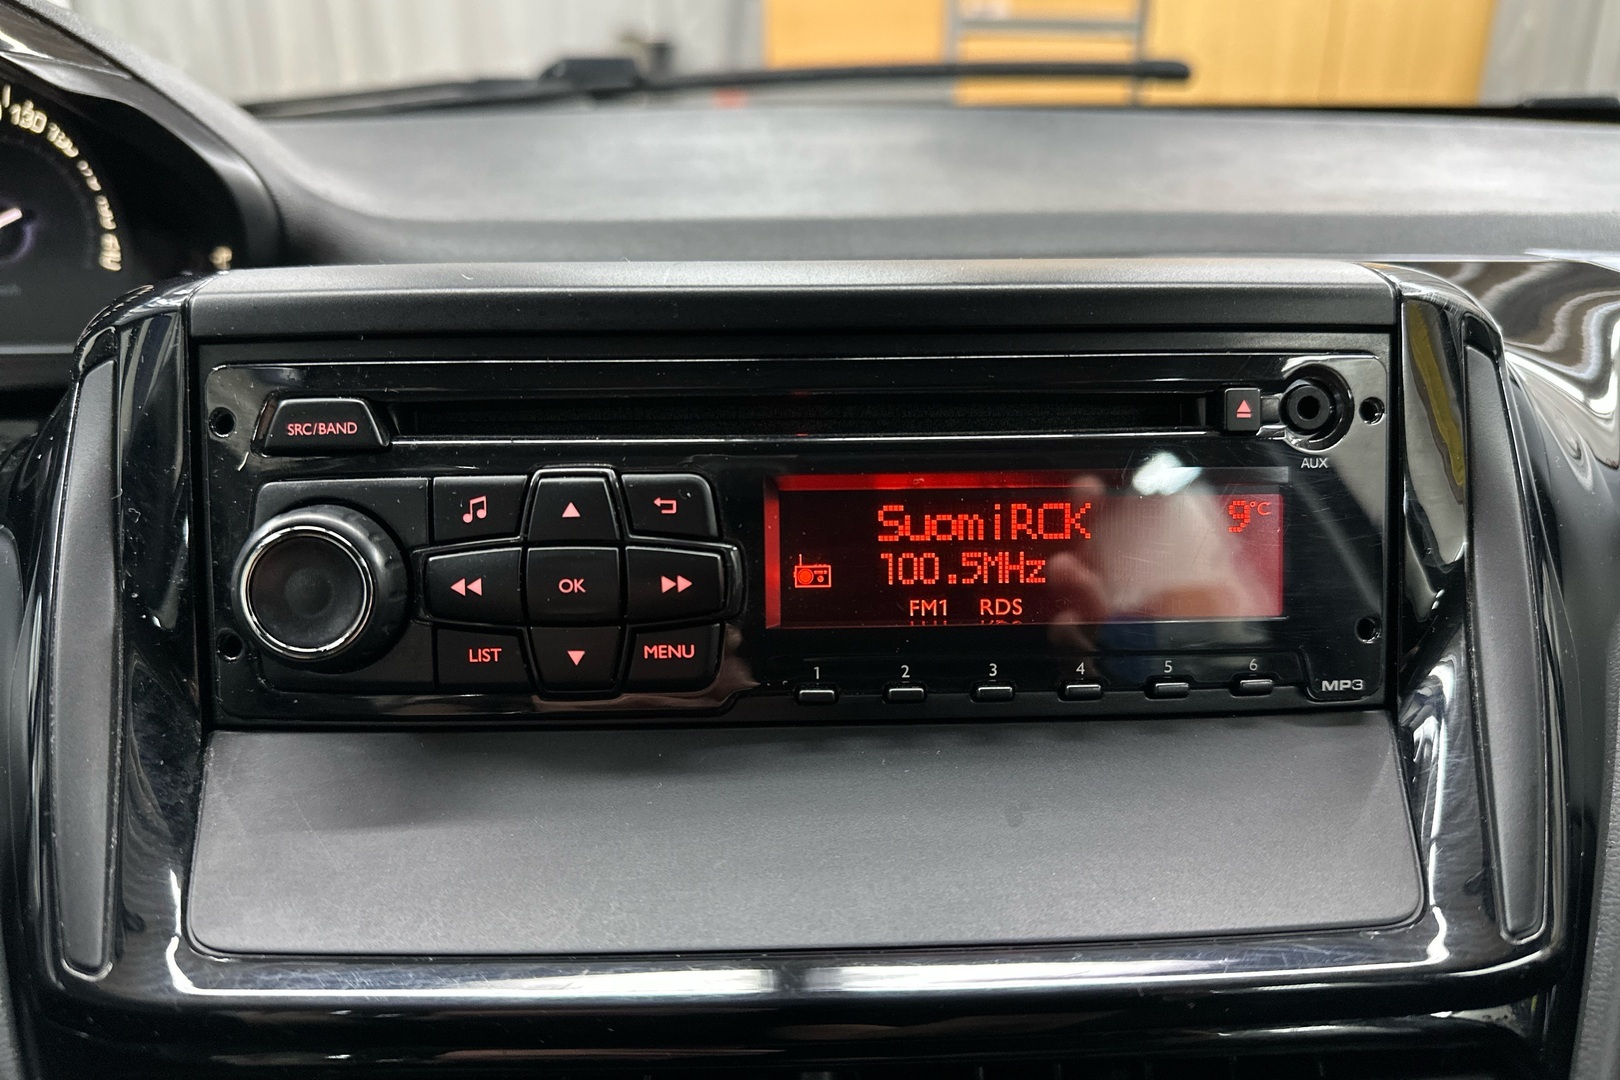 130
SRC/BAND
AUX
SuomiRCK
9°C
100.5MHz
FM1 RDS
OK
LIST
MENU
1 2 3 4 5 6
MP3